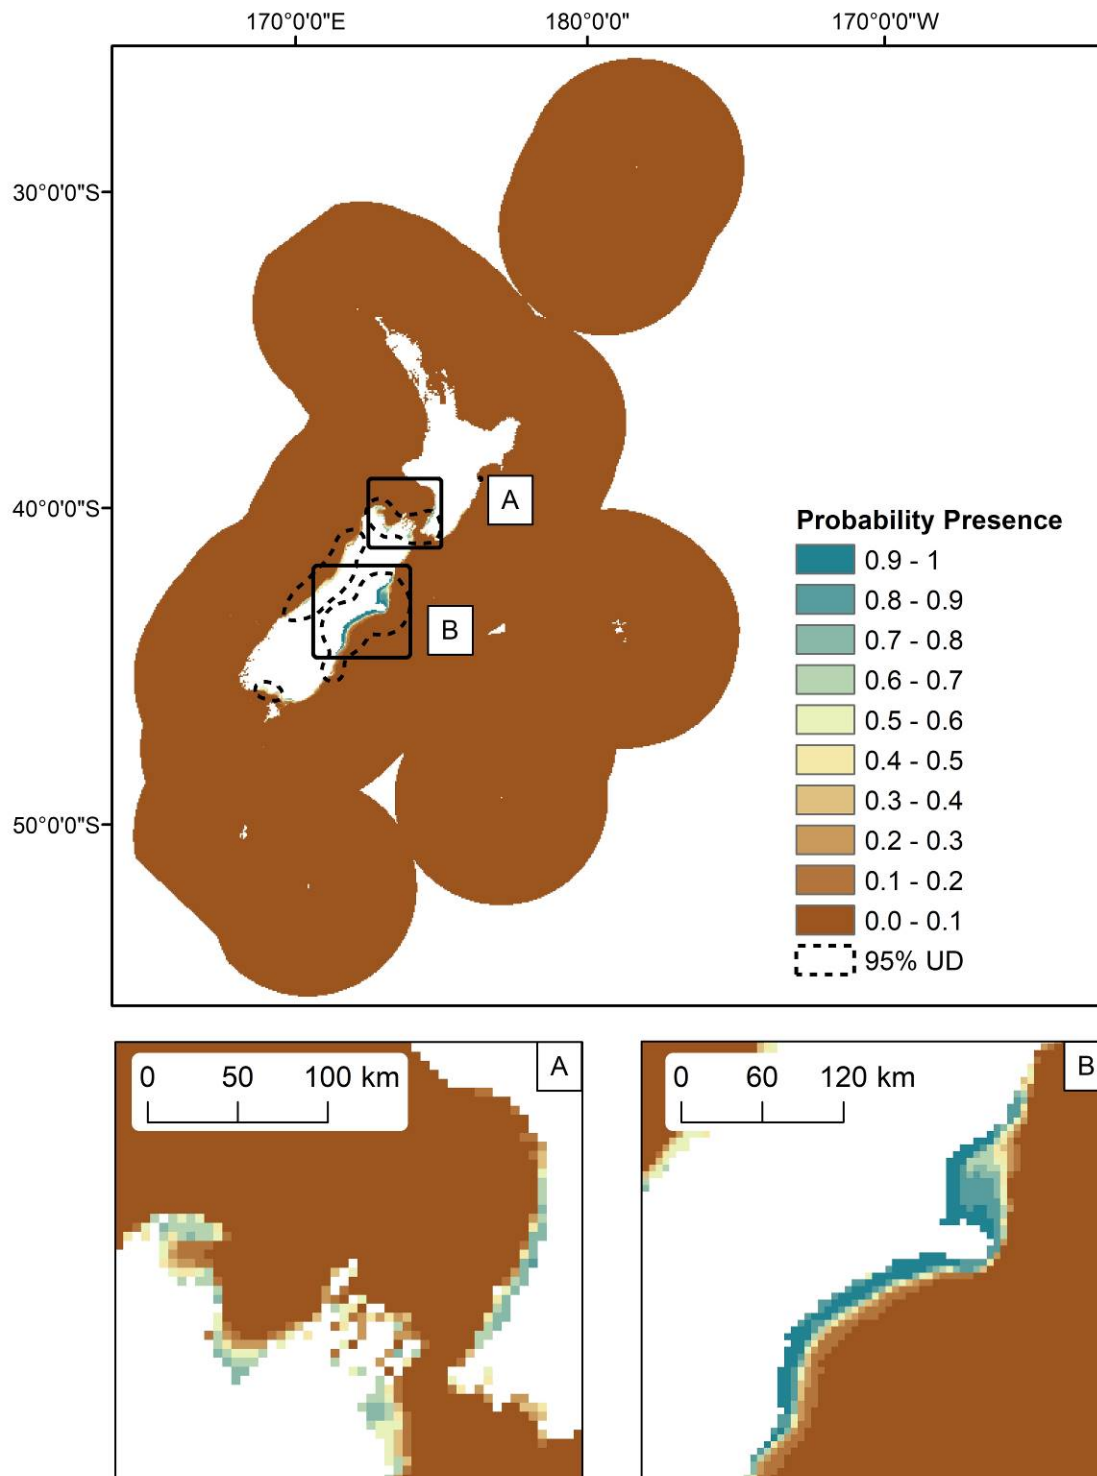 170°0'0"E 180°0'0" 170°0'0"W
30°0'0"S
40°0'0"S
50°0'0"S
A
B
Probability Presence
0.9 - 1
0.8 - 0.9
0.7 - 0.8
0.6 - 0.7
0.5 - 0.6
0.4 - 0.5
0.3 - 0.4
0.2 - 0.3
0.1 - 0.2
0.0 - 0.1
95% UD
A
0 50 100 km
B
0 60 120 km